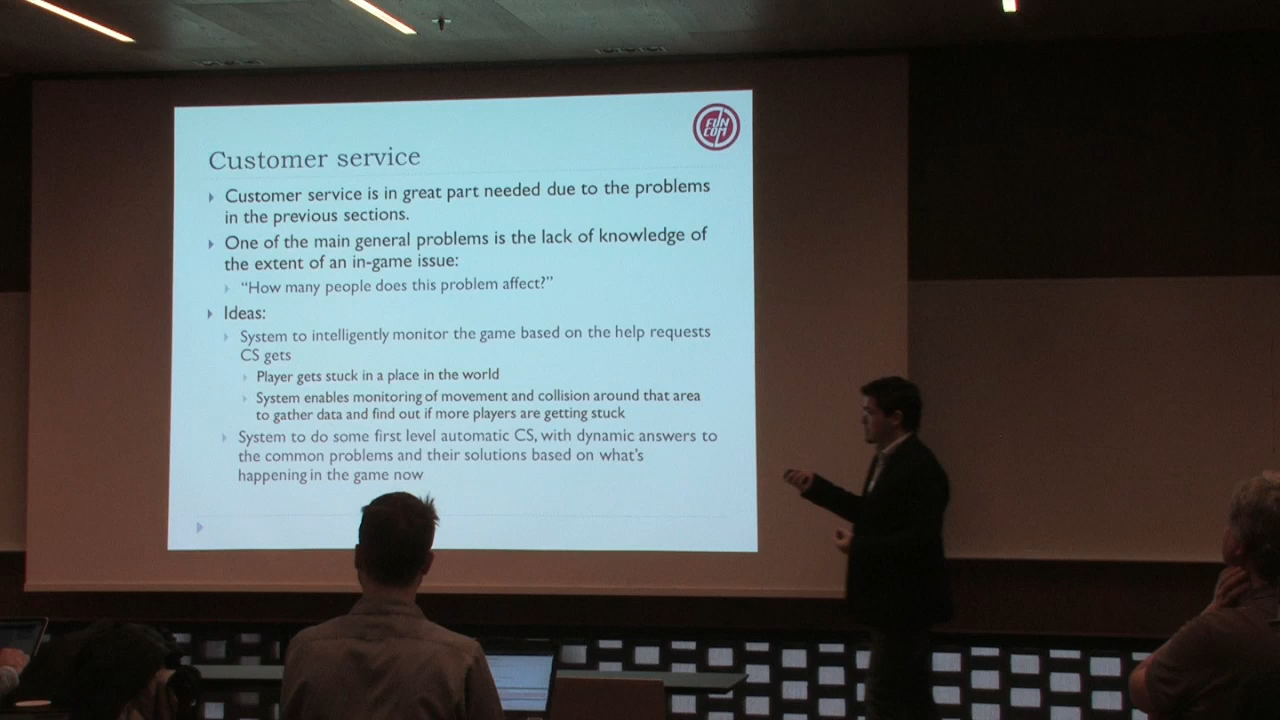 FUN
COM
Customer service
Customer service is in great part needed due to the problems
in the previous sections.
One of the main general problems is the lack of knowledge of
the extent of an in-game issue:
“How many people does this problem affect?”
Ideas:
System to intelligently monitor the game based on the help requests
CS gets
Player gets stuck in a place in the world
System enables monitoring of movement and collision around that area
to gather data and find out if more players are getting stuck
System to do some first level automatic CS, with dynamic answers to
the common problems and their solutions based on what’s
happening in the game now